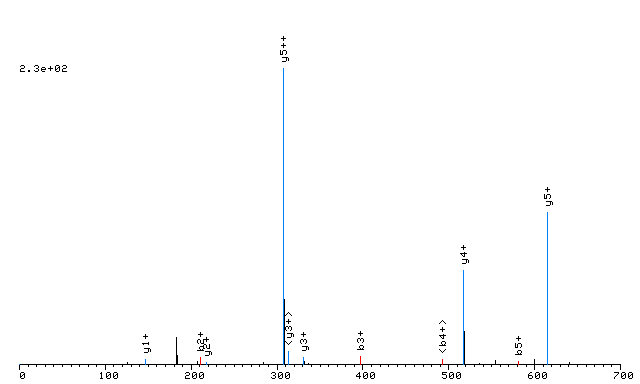 y5++
2.3e+02
y5+
y4+
<y3+>
y1+
b2+
y2+
y3+
b3+
<b4+>
b5+
0 100 200 300 400 500 600 700